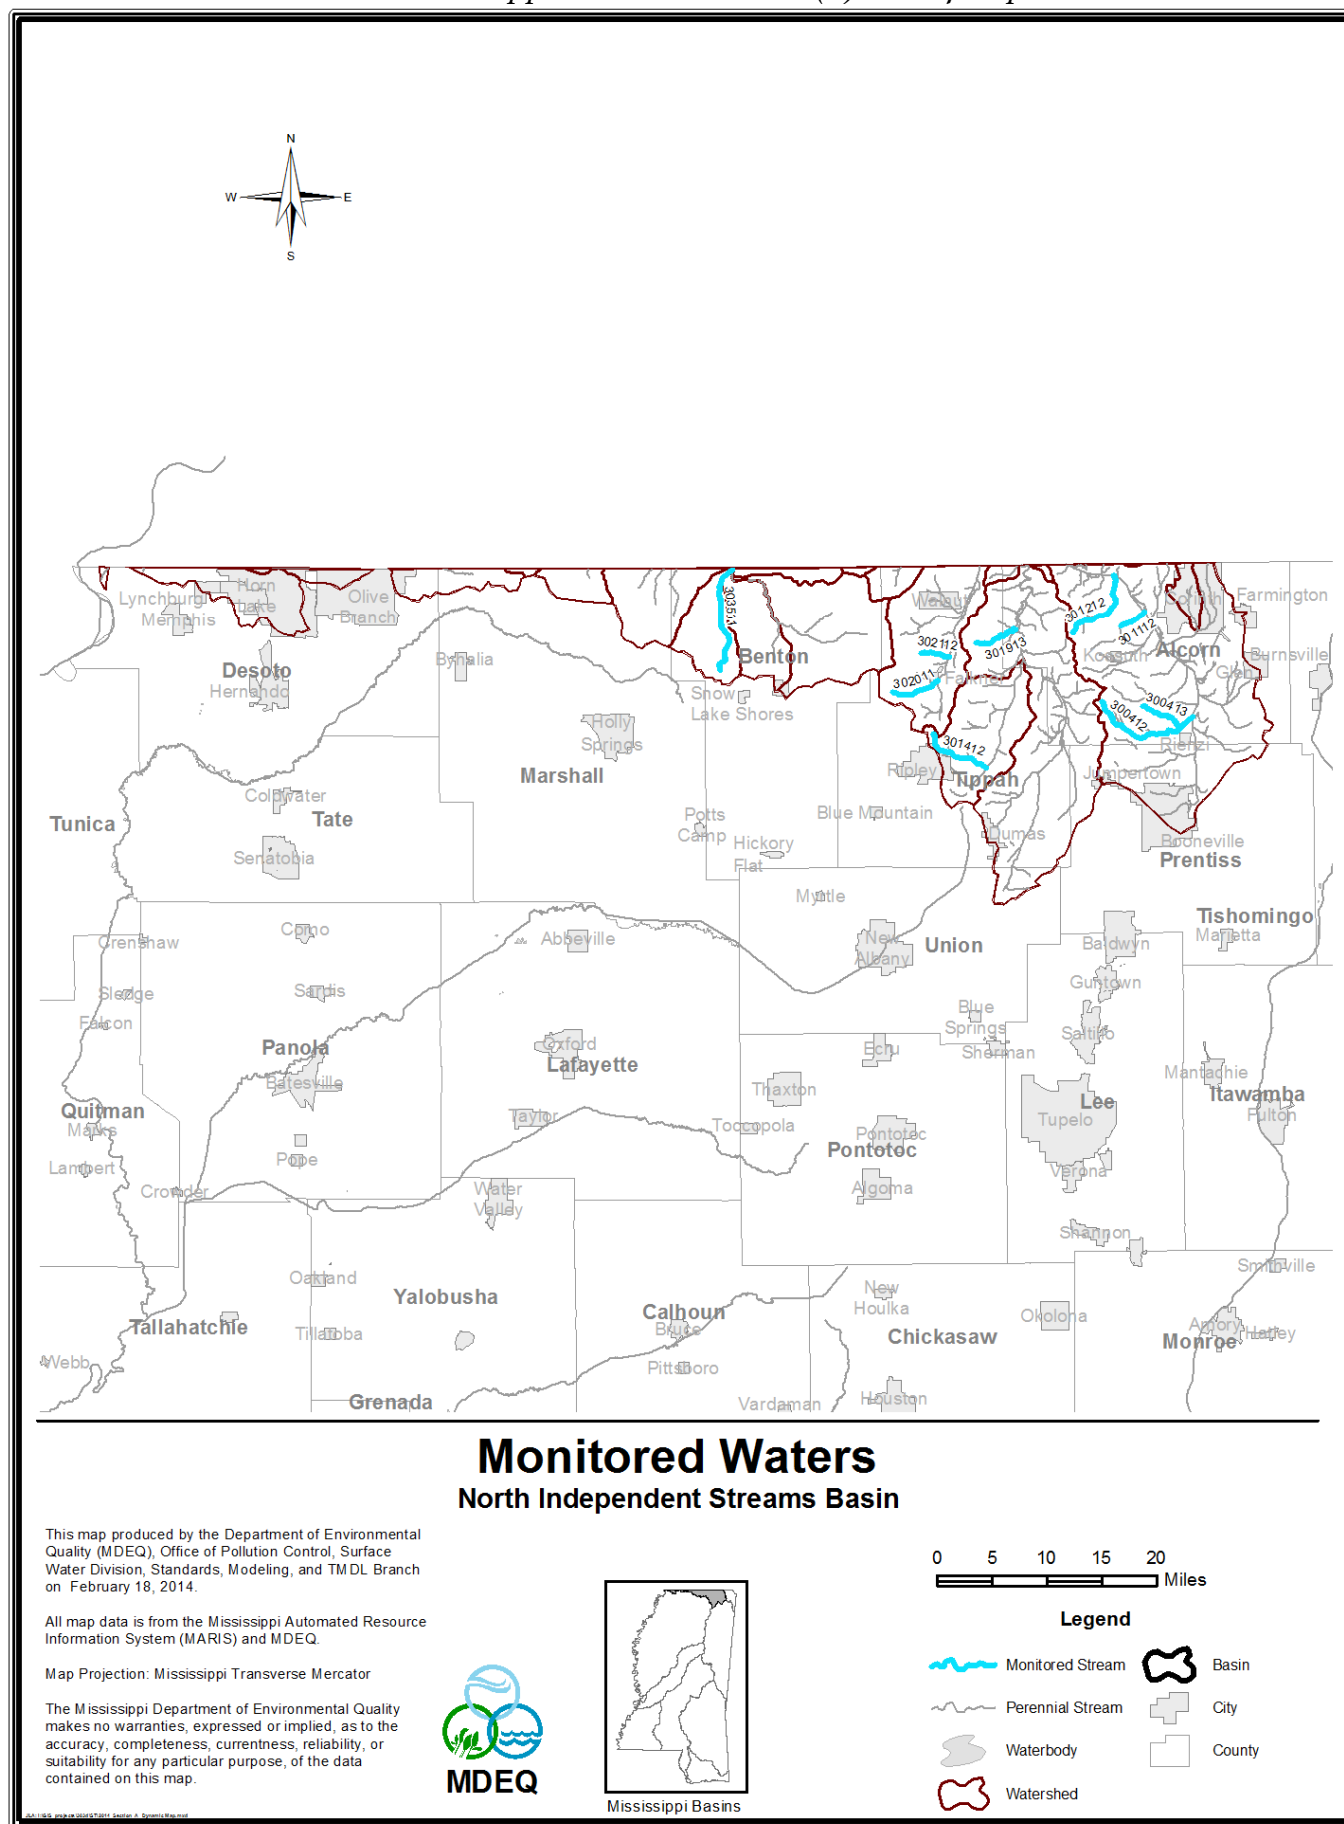 N
W E
S
Horn
Lake
Lynchburg
Memphis
Olive
Branch
Desoto
Hernando
Byhalia
303511
Benton
Snow
Lake Shores
Walnut
302112
302011
301913
Falkner
301212
301112
Kossuth
Alcorn
Corinth
Farmington
Burnsville
Glen
300412
300413
Rienzi
301412
Ripley
Tippah
Jumpertown
Holly
Springs
Marshall
Coldwater
Tate
Tunica
Senatobia
Potts
Camp
Hickory
Flat
Blue Mountain
Dumas
Booneville
Prentiss
Myrtle
Tishomingo
Marietta
Crenshaw
Como
Abbeville
New
Albany
Union
Baldwyn
Guntown
Sledge
Sardis
Falcon
Blue
Springs
Saltillo
Sherman
Ecru
Panola
Batesville
Oxford
Lafayette
Mantachie
Itawamba
Fulton
Thaxton
Lee
Tupelo
Quitman
Marks
Taylor
Toccopola
Pontotoc
Pontotoc
Lambert
Pope
Verona
Crowder
Water
Valley
Algoma
Shannon
Oakland
Yalobusha
Smithville
New
Houlka
Okolona
Tallahatchie
Tillatoba
Calhoun
Bruce
Chickasaw
Amory
Hatley
Monroe
Webb
Pittsboro
Grenada
Vardaman
Houston
Monitored Waters
North Independent Streams Basin
This map produced by the Department of Environmental
Quality (MDEQ), Office of Pollution Control, Surface
Water Division, Standards, Modeling, and TMDL Branch
on February 18, 2014.
All map data is from the Mississippi Automated Resource
Information System (MARIS) and MDEQ.
Map Projection: Mississippi Transverse Mercator
The Mississippi Department of Environmental Quality
makes no warranties, expressed or implied, as to the
accuracy, completeness, currentness, reliability, or
suitability for any particular purpose, of the data
contained on this map.
MDEQ
Mississippi Basins
0 5 10 15 20
Miles
Legend
Monitored Stream
Basin
Perennial Stream
City
Waterbody
County
Watershed